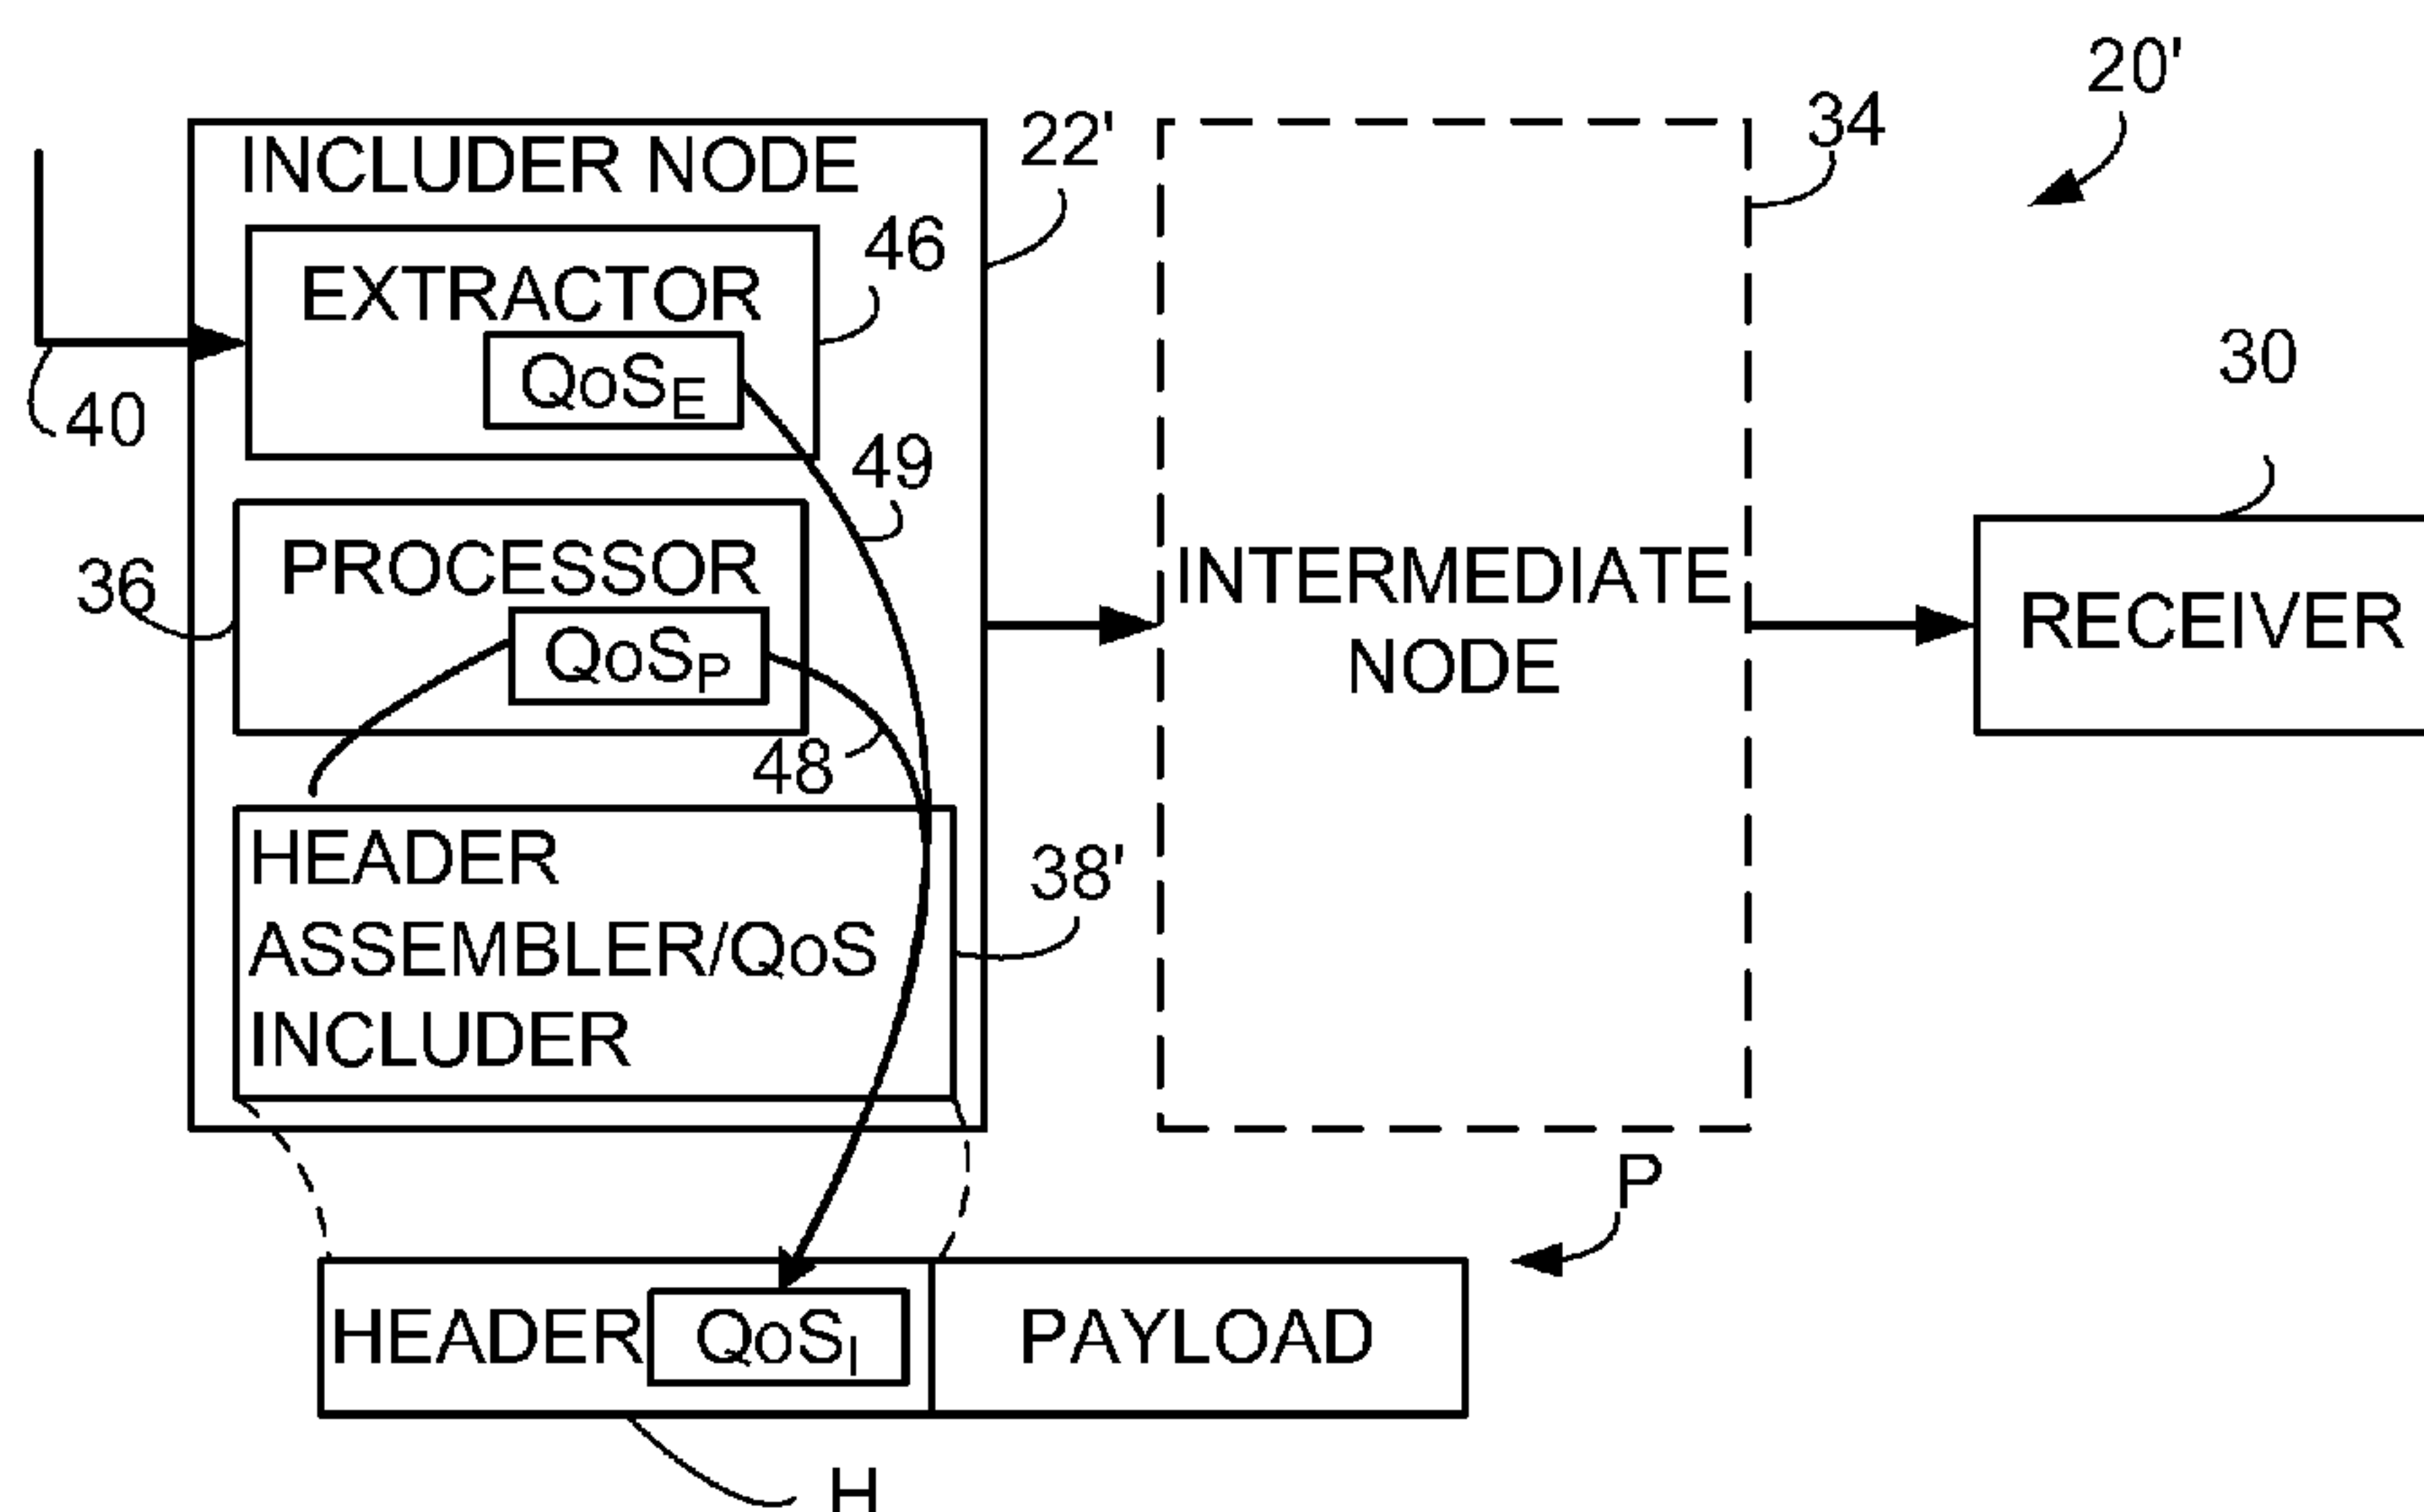 20'
34
22'
INCLUDER NODE
46
EXTRACTOR
QoSE
40
49
30
36
PROCESSOR
QoSP
48
INTERMEDIATE
NODE
RECEIVER
HEADER
ASSEMBLER/QoS
INCLUDER
38'
P
HEADER
QoSI
PAYLOAD
H